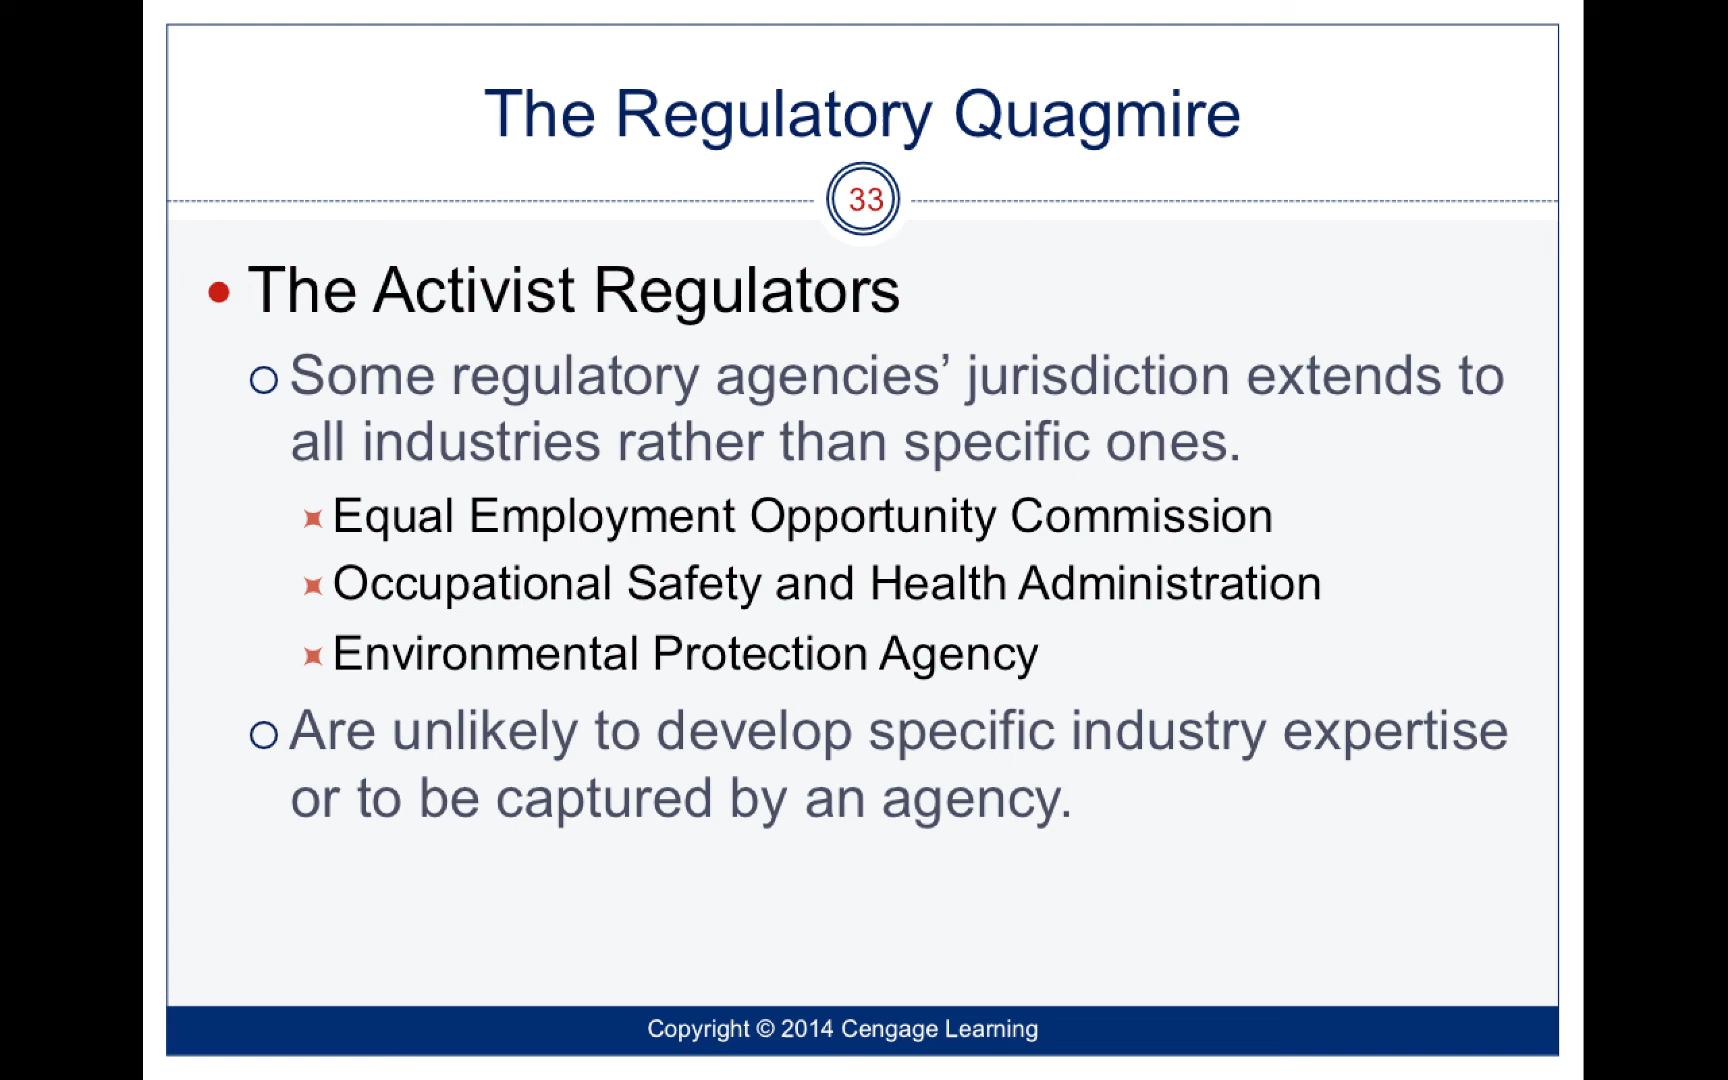 The Regulatory Quagmire
33
The Activist Regulators
Some regulatory agencies’ jurisdiction extends to
all industries rather than specific ones.
Equal Employment Opportunity Commission
Occupational Safety and Health Administration
Environmental Protection Agency
Are unlikely to develop specific industry expertise
or to be captured by an agency.
Copyright © 2014 Cengage Learning